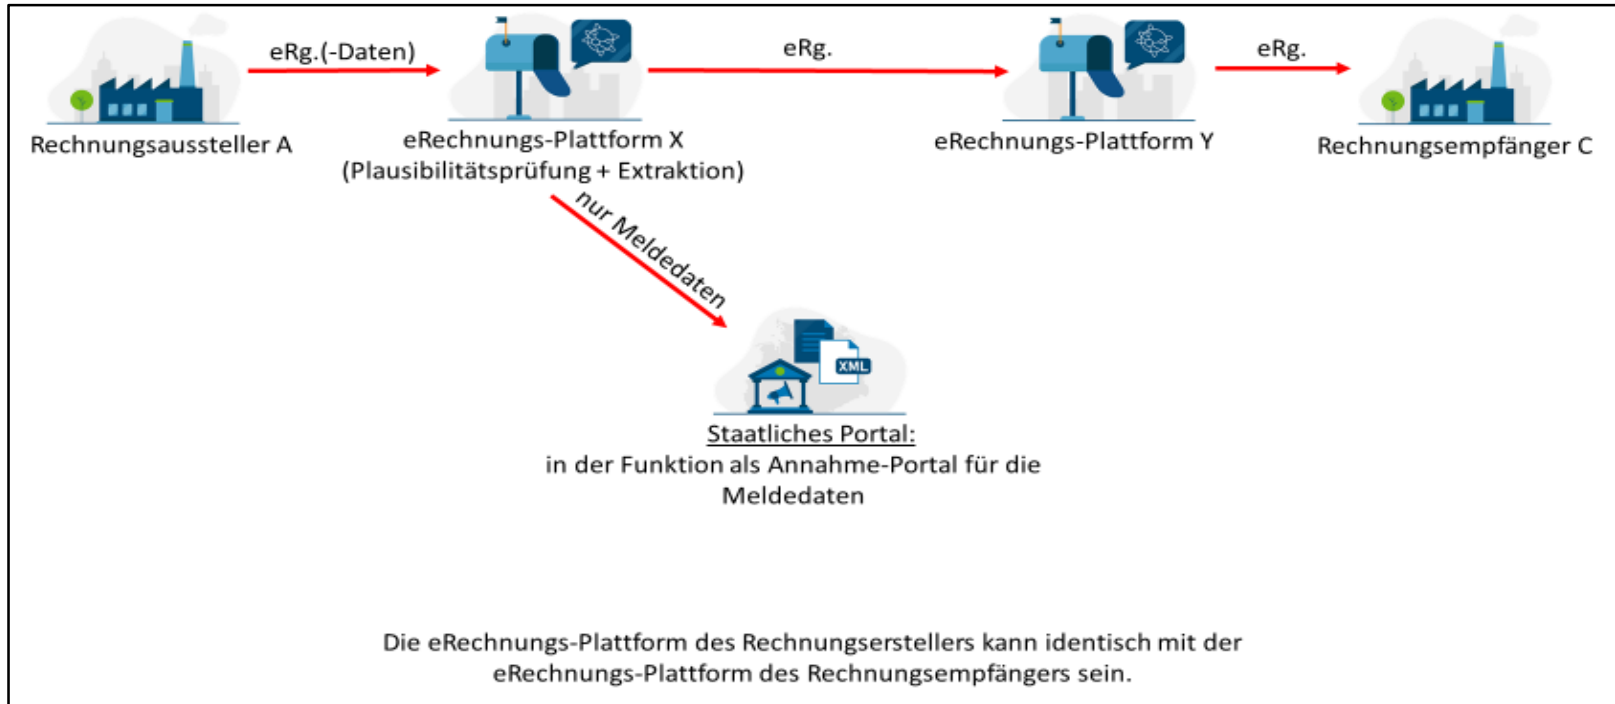 eRg.(-Daten)
eRg.
eRg.
Rechnungsaussteller A
eRechnungs-Plattform X
(Plausibilitätsprüfung + Extraktion)
eRechnungs-Plattform Y
Rechnungsempfänger C
nur Meldedaten
XML
Staatliches Portal:
in der Funktion als Annahme-Portal für die
Meldedaten
Die eRechnungs-Plattform des Rechnungserstellers kann identisch mit der
eRechnungs-Plattform des Rechnungsempfängers sein.